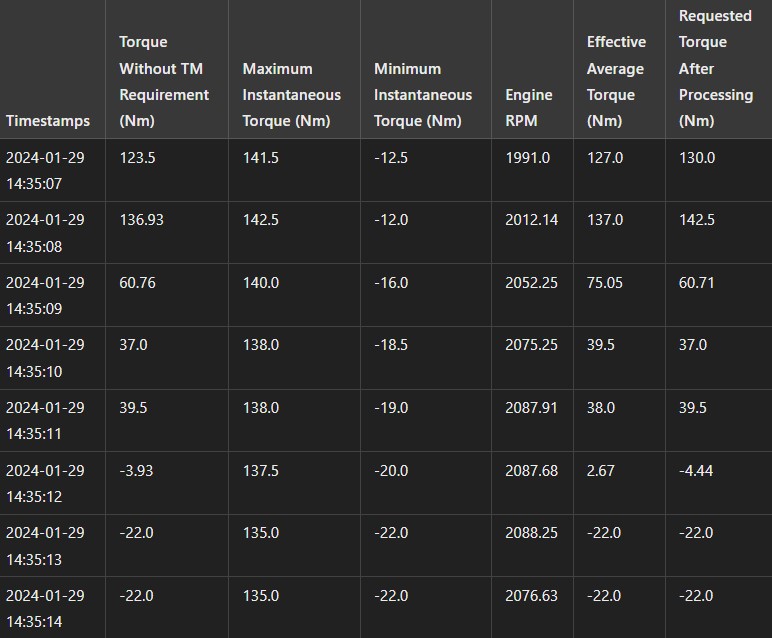 Timestamps Torque Without TM Requirement (Nm) Maximum Instantaneous Torque (Nm) Minimum Instantaneous Torque (Nm) Engine RPM Effective Average Torque (Nm) Requested Torque After Processing (Nm)
2024-01-29 14:35:07 123.5 141.5 -12.5 1991.0 127.0 130.0
2024-01-29 14:35:08 136.93 142.5 -12.0 2012.14 137.0 142.5
2024-01-29 14:35:09 60.76 140.0 -16.0 2052.25 75.05 60.71
2024-01-29 14:35:10 37.0 138.0 -18.5 2075.25 39.5 37.0
2024-01-29 14:35:11 39.5 138.0 -19.0 2087.91 38.0 39.5
2024-01-29 14:35:12 -3.93 137.5 -20.0 2087.68 2.67 -4.44
2024-01-29 14:35:13 -22.0 135.0 -22.0 2088.25 -22.0 -22.0
2024-01-29 14:35:14 -22.0 135.0 -22.0 2076.63 -22.0 -22.0